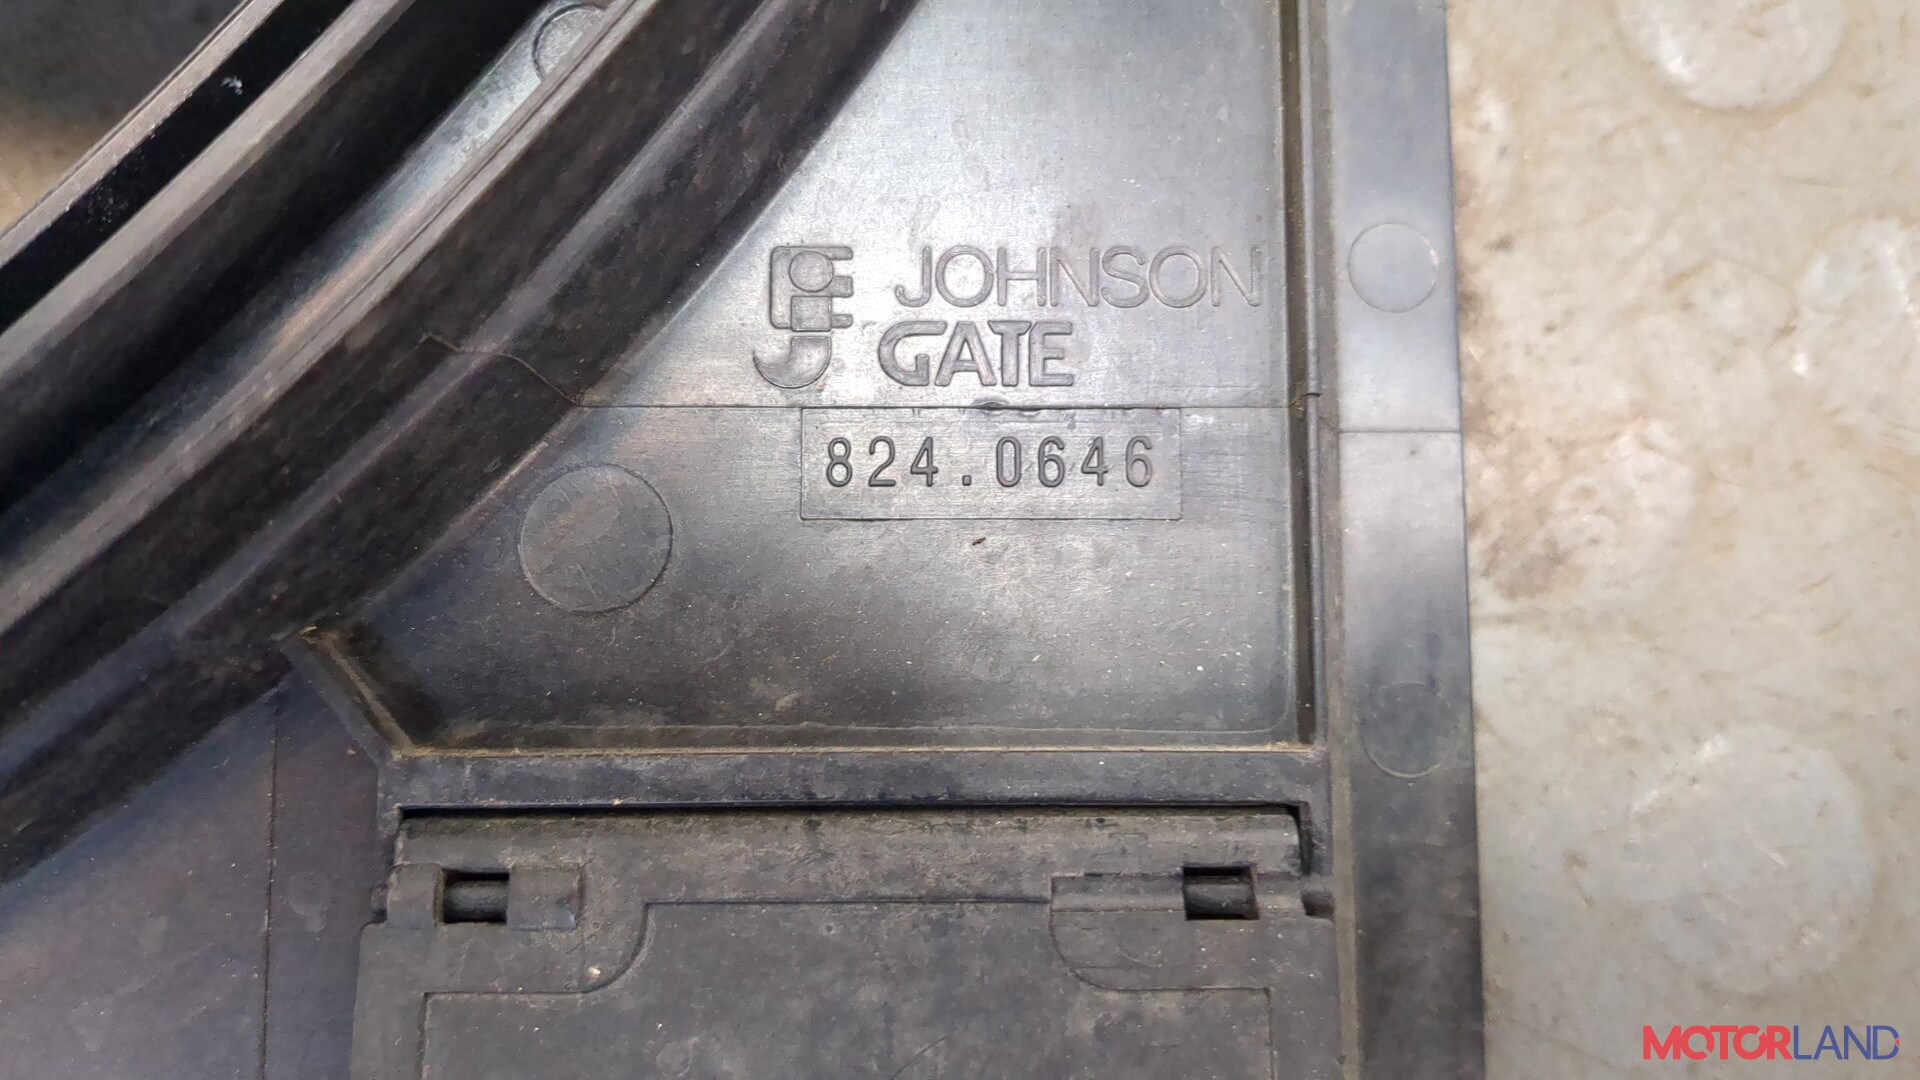 JOHNSON
GATE
824.0646
MOTORLAND